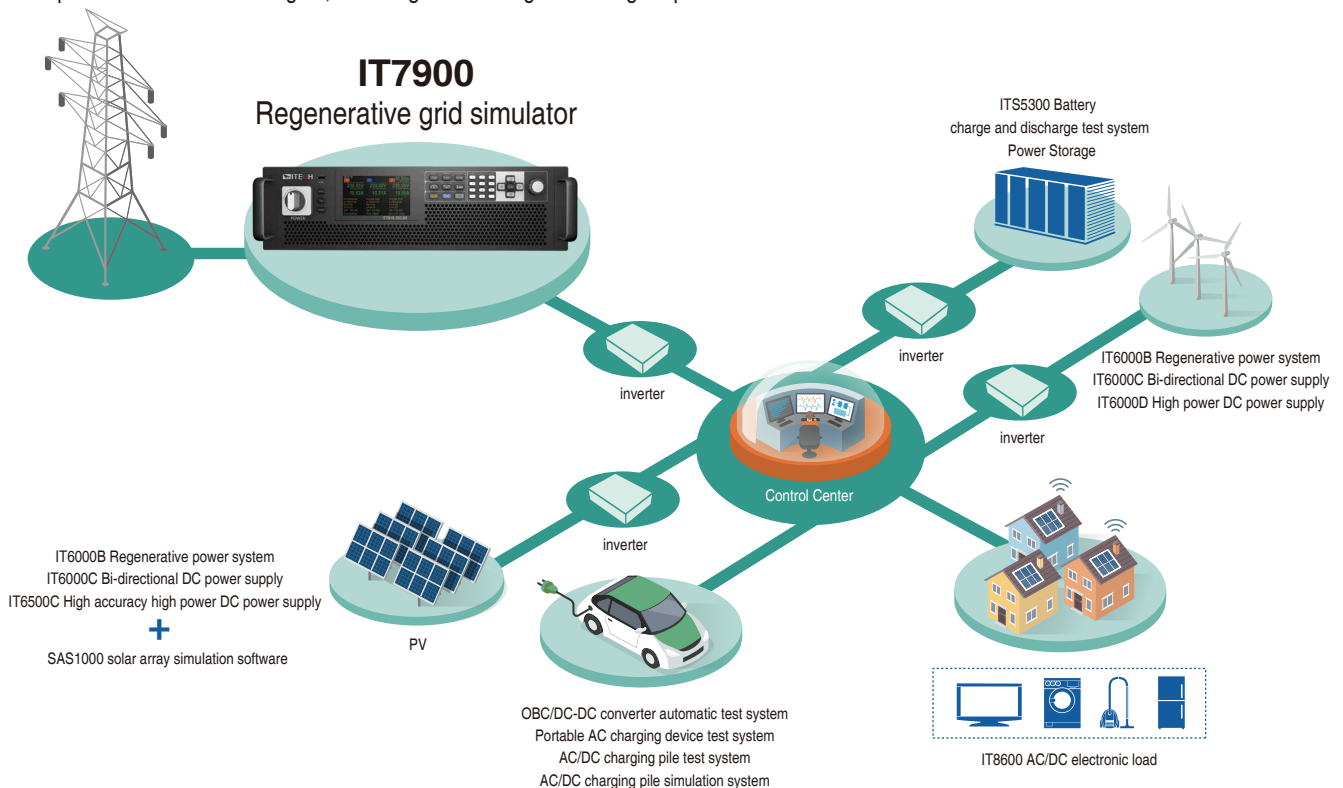 IT7900
Regenerative grid simulator
ITECH
POWER
ITS5300 Battery
charge and discharge test system
Power Storage
inverter
inverter
IT6000B Regenerative power system
IT6000C Bi-directional DC power supply
IT6000D High power DC power supply
inverter
Control Center
inverter
IT6000B Regenerative power system
IT6000C Bi-directional DC power supply
IT6500C High accuracy high power DC power supply
+
SAS1000 solar array simulation software
PV
OBC/DC-DC converter automatic test system
Portable AC charging device test system
AC/DC charging pile test system
AC/DC charging pile simulation system
IT8600 AC/DC electronic load